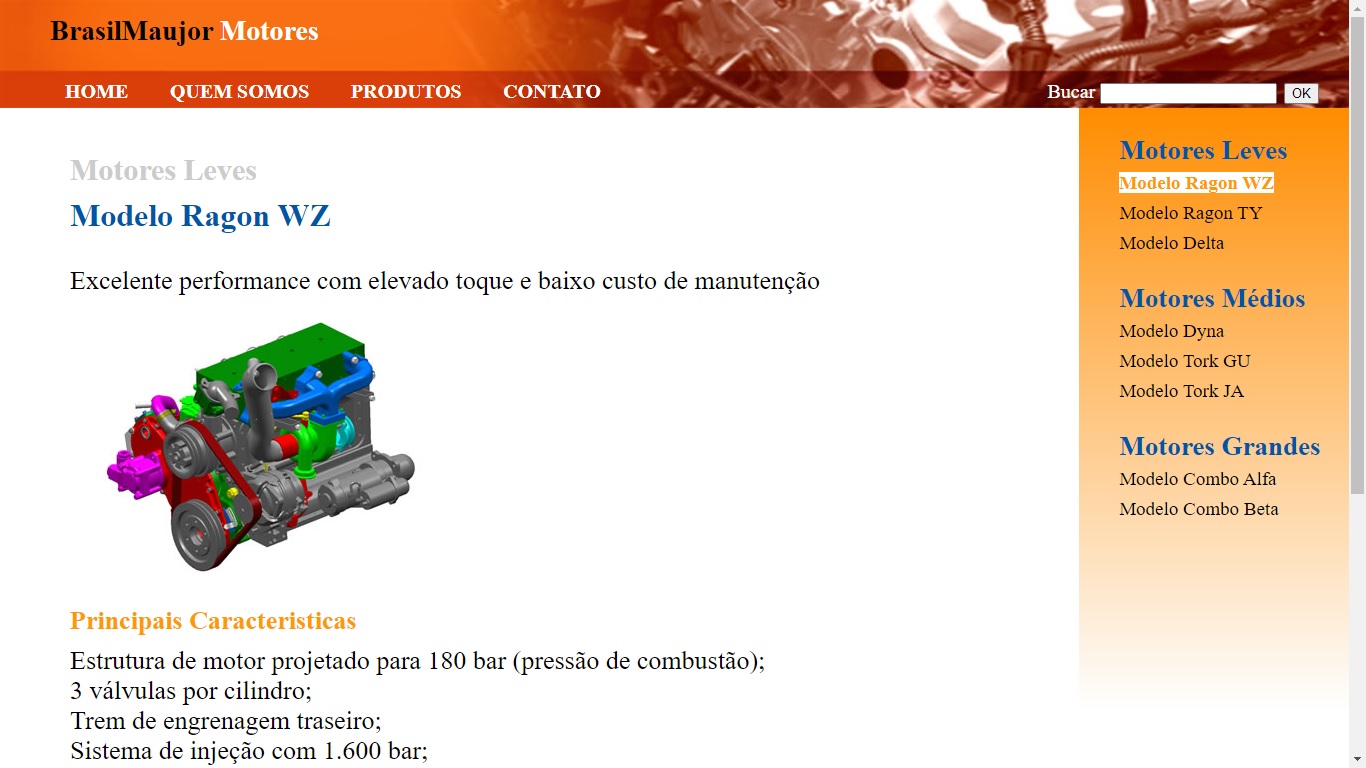 BrasilMaujor Motores
HOME QUEM SOMOS PRODUTOS CONTATO Bucar OK
Motores Leves
Modelo Ragon WZ
Excelente performance com elevado toque e baixo custo de manutenção
Principais Caracteristicas
Estrutura de motor projetado para 180 bar (pressão de combustão);
3 válvulas por cilindro;
Trem de engrenagem traseiro;
Sistema de injeção com 1.600 bar;
Motores Leves
Modelo Ragon WZ
Modelo Ragon TY
Modelo Delta
Motores Médios
Modelo Dyna
Modelo Tork GU
Modelo Tork JA
Motores Grandes
Modelo Combo Alfa
Modelo Combo Beta